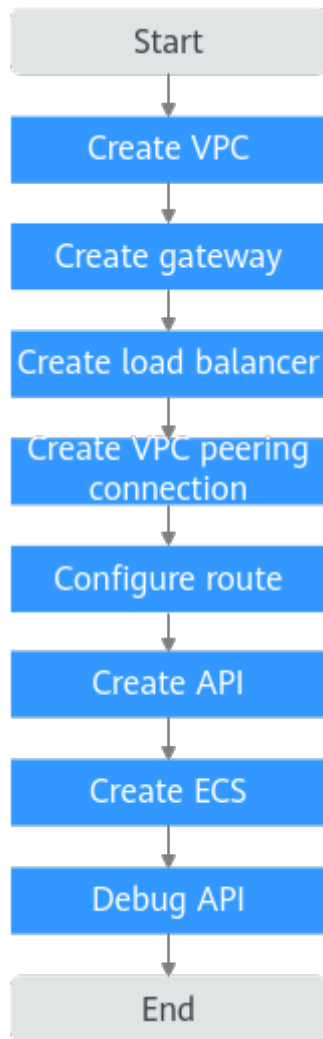 Start
Create VPC
Create gateway
Create load balancer
Create VPC peering
connection
Configure route
Create API
Create ECS
Debug API
End